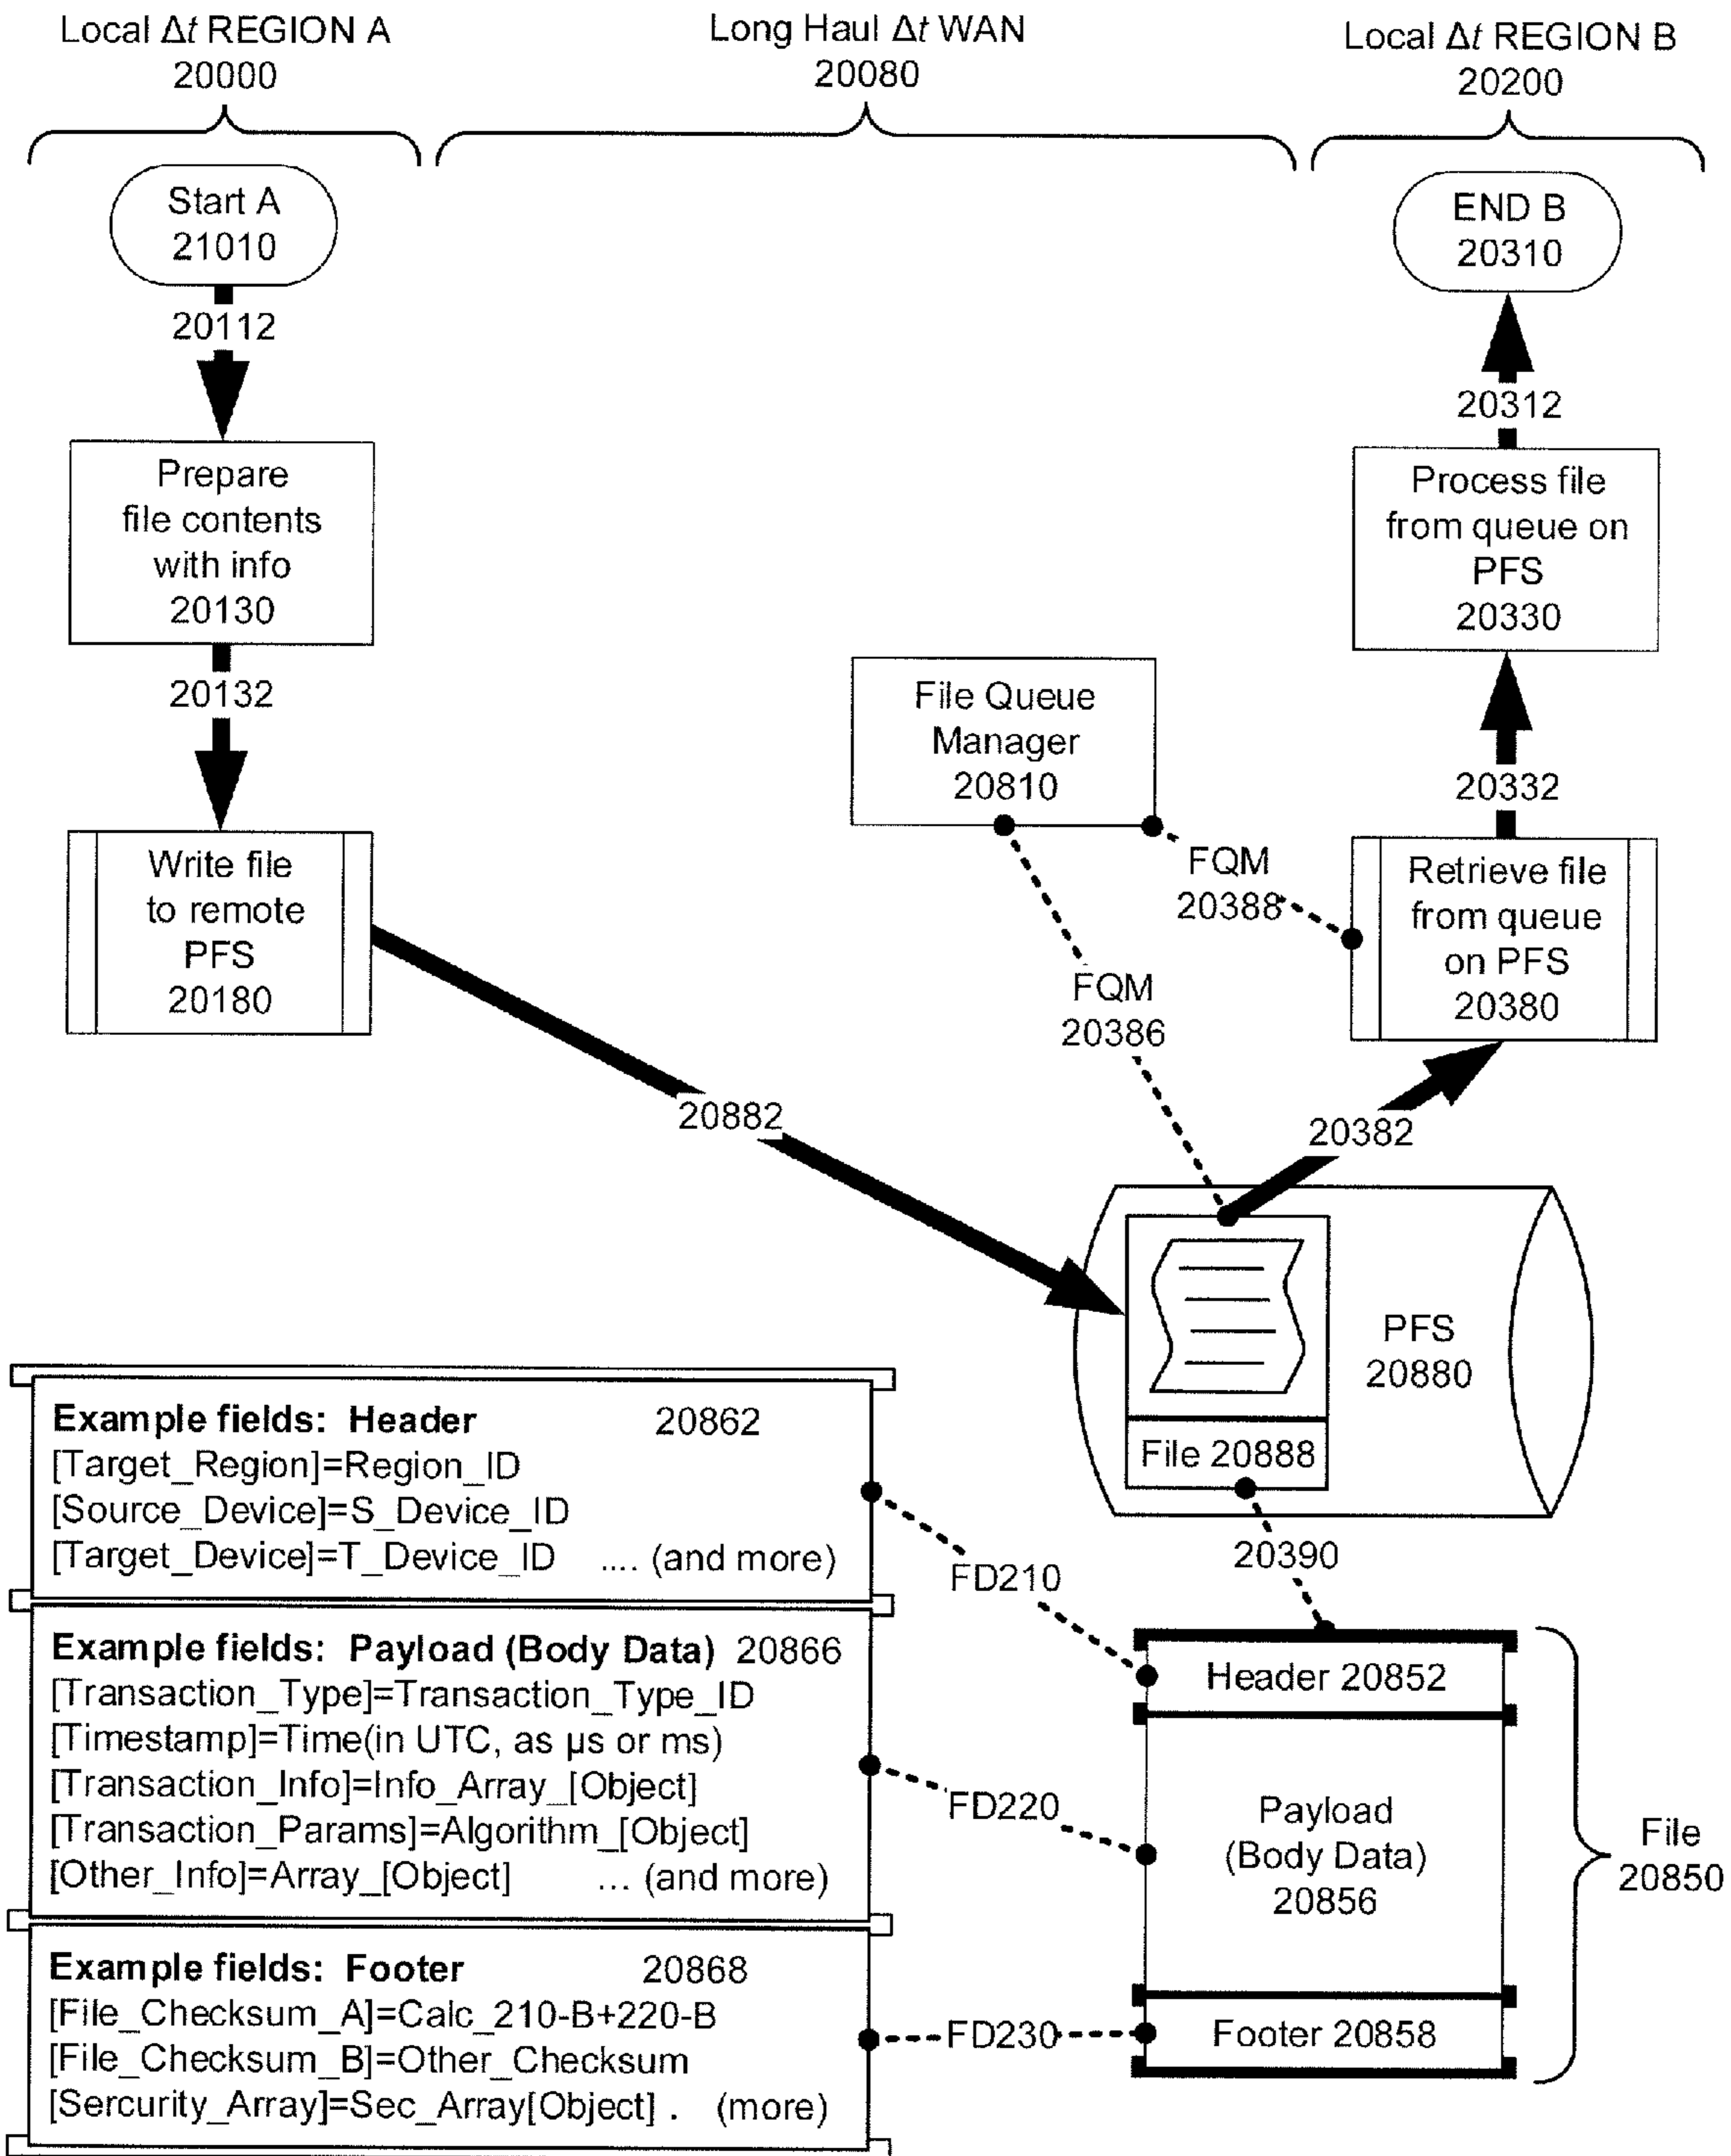 Local Δt REGION A
20000
Long Haul Δt WAN
20080
Local Δt REGION B
20200
Start A
21010
20112
Prepare
file contents
with info
20130
20132
Write file
to remote
PFS
20180
END B
20310
20312
Process file
from queue on
PFS
20330
20332
File Queue
Manager
20810
FQM
20388
Retrieve file
from queue
on PFS
20380
FQM
20386
20882
20382
PFS
20880
File 20888
20390
Example fields: Header 20862
[Target_Region]=Region_ID
[Source_Device]=S_Device_ID
[Target_Device]=T_Device_ID .... (and more)
FD210
Example fields: Payload (Body Data) 20866
[Transaction_Type]=Transaction_Type_ID
[Timestamp]=Time(in UTC, as µs or ms)
[Transaction_Info]=Info_Array_[Object]
[Transaction_Params]=Algorithm_[Object]
[Other_Info]=Array_[Object] ... (and more)
FD220
Example fields: Footer 20868
[File_Checksum_A]=Calc_210-B+220-B
[File_Checksum_B]=Other_Checksum
[Sercurity_Array]=Sec_Array[Object] . (more)
FD230
Header 20852
Payload
(Body Data)
20856
Footer 20858
File
20850